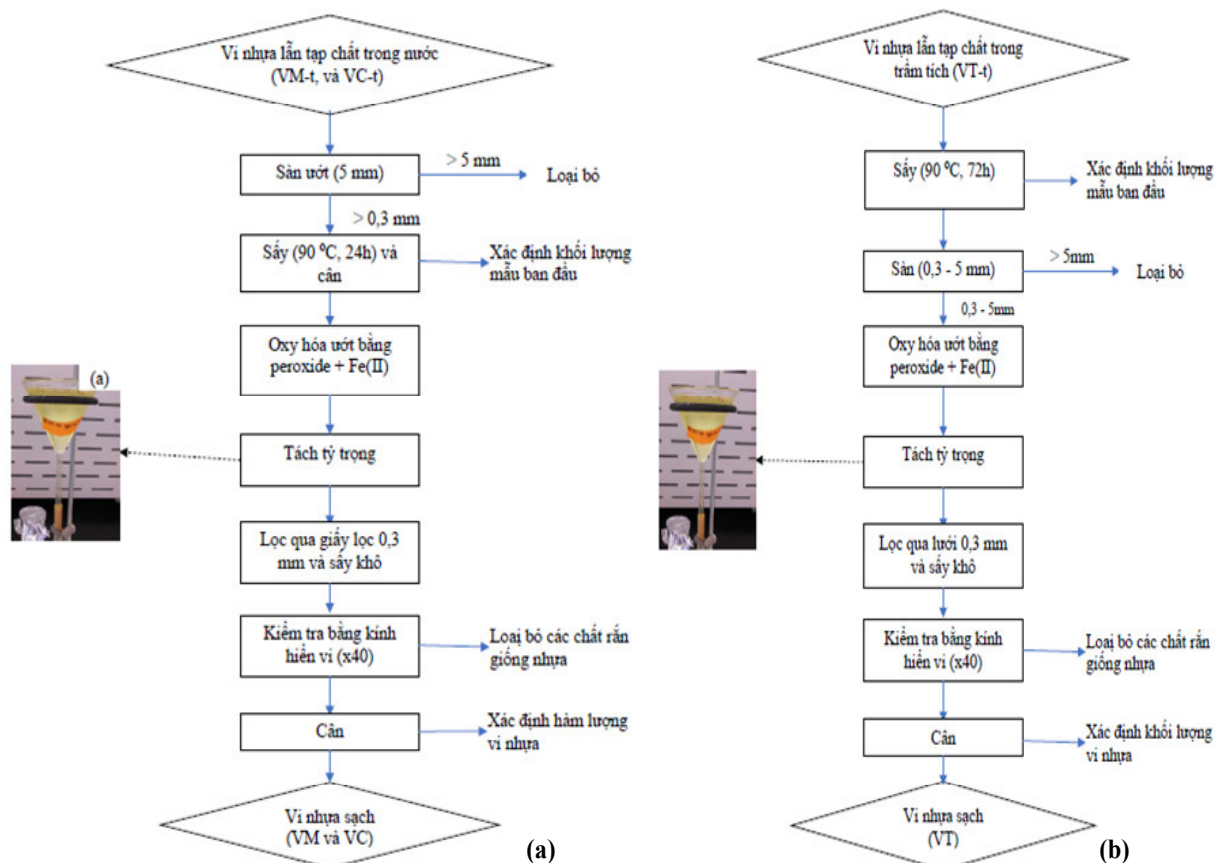 Vi nhựa lẫn tạp chất trong nước
(VM-t, và VC-t)
Sàn ướt (5 mm)
> 5 mm
Loại bỏ
> 0,3 mm
Sấy (90 ⁰C, 24h) và
cân
Xác định khối lượng
mẫu ban đầu
Oxy hóa ướt bằng
peroxide + Fe(II)
(a)
Tách tỷ trọng
Lọc qua giấy lọc 0,3
mm và sấy khô
Kiểm tra bằng kính
hiển vi (x40)
Loại bỏ các chất rắn
giống nhựa
Cân
Xác định hàm lượng
vi nhựa
Vi nhựa sạch
(VM và VC)
(a)
Vi nhựa lẫn tạp chất trong
trầm tích (VT-t)
Sấy (90 ⁰C, 72h)
Xác định khối lượng
mẫu ban đầu
Sàn (0,3 - 5 mm)
> 5mm
Loại bỏ
0,3 - 5mm
Oxy hóa ướt bằng
peroxide + Fe(II)
Tách tỷ trọng
Lọc qua lưới 0,3 mm
và sấy khô
Kiểm tra bằng kính
hiển vi (x40)
Loại bỏ các chất rắn
giống nhựa
Cân
Xác định khối lượng
vi nhựa
Vi nhựa sạch
(VT)
(b)